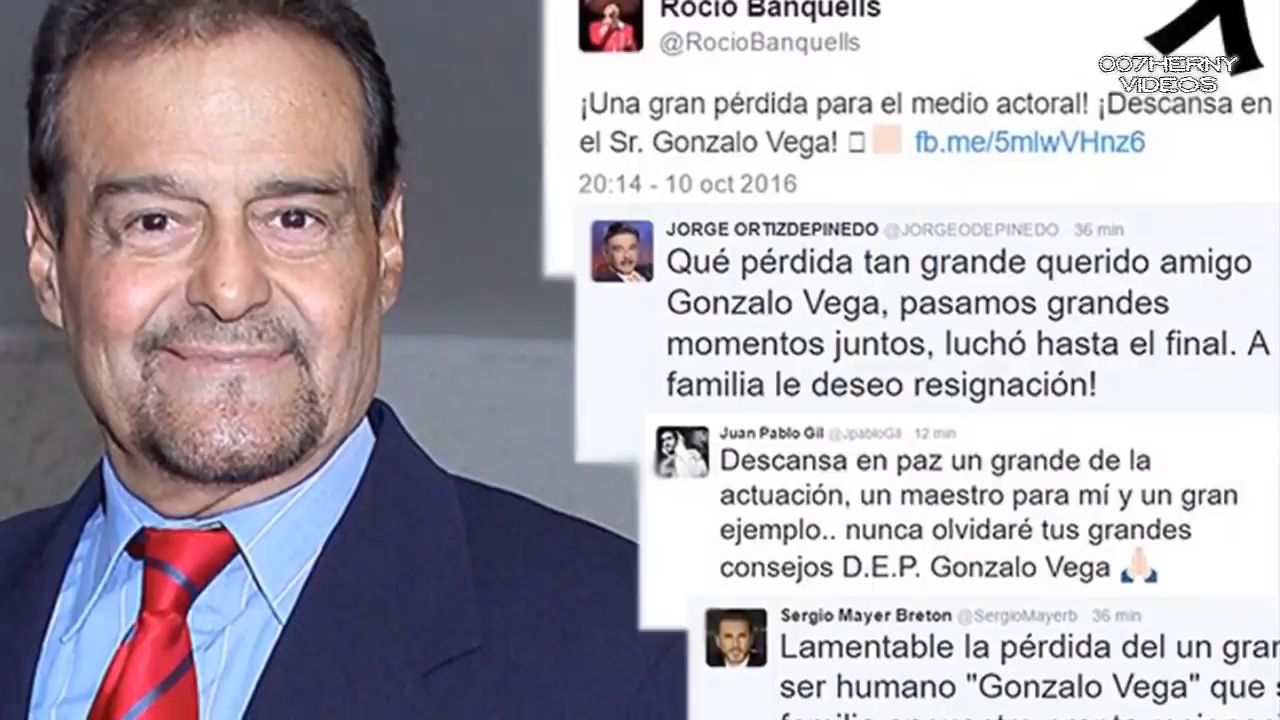 Rocío Banquells
@RocioBanquells
007HERNY
VIDEOS
¡Una gran pérdida para el medio actoral! ¡Descansa en
el Sr. Gonzalo Vega! fb.me/5mlwVHnz6
20:14 - 10 oct 2016
JORGE ORTIZDEPINEDO @JORGEODEPINEDO 36 min
Qué pérdida tan grande querido amigo
Gonzalo Vega, pasamos grandes
momentos juntos, luchó hasta el final. A
familia le deseo resignación!
Juan Pablo Gil @JpabloGil 12 min
Descansa en paz un grande de la
actuación, un maestro para mí y un gran
ejemplo.. nunca olvidaré tus grandes
consejos D.E.P. Gonzalo Vega 🙏
Sergio Mayer Breton @SergioMayerb 36 min
Lamentable la pérdida del un gran
ser humano "Gonzalo Vega" que s